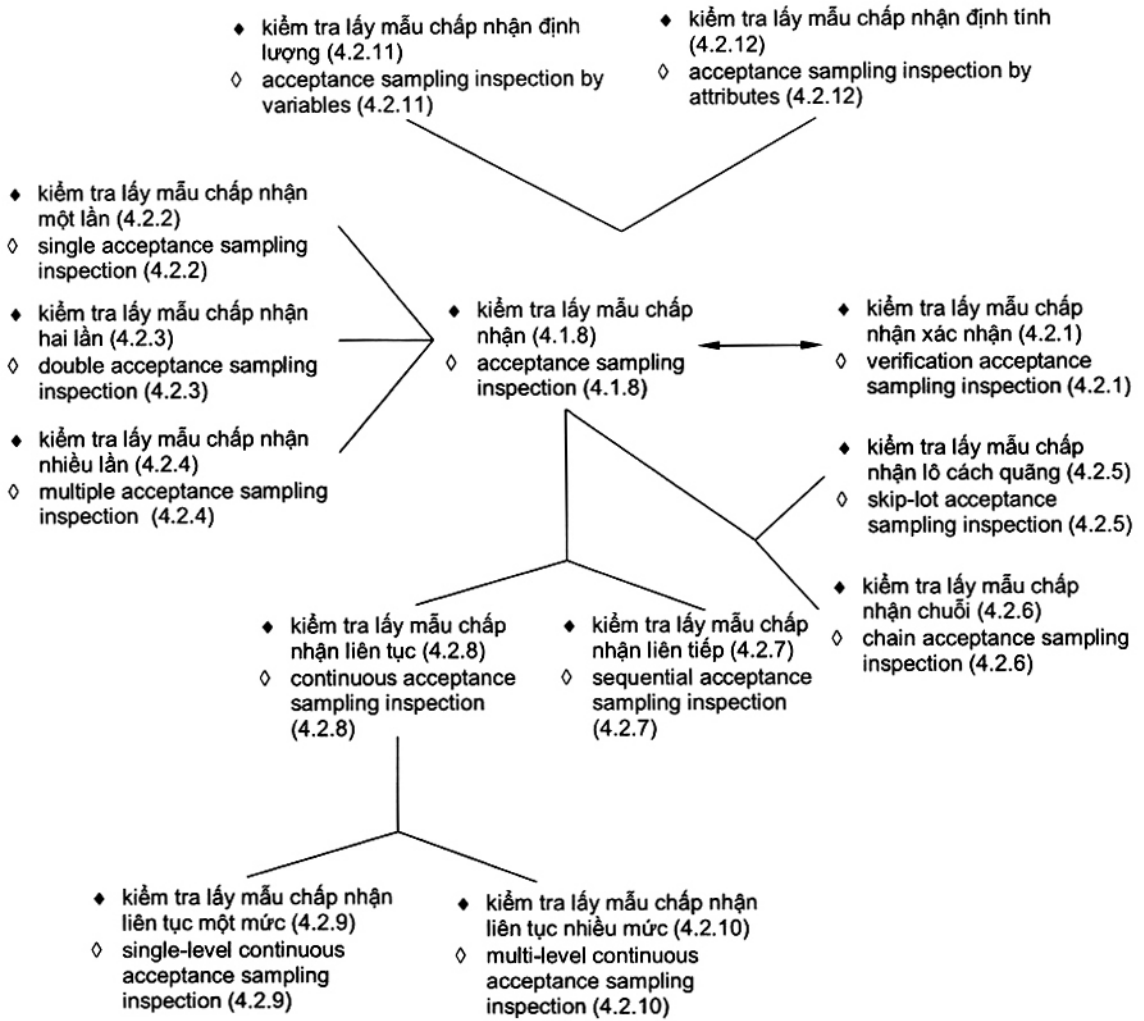 ♦ kiểm tra lấy mẫu chấp nhận định
lượng (4.2.11)
◊ acceptance sampling inspection by
variables (4.2.11)
♦ kiểm tra lấy mẫu chấp nhận định tính
(4.2.12)
◊ acceptance sampling inspection by
attributes (4.2.12)
♦ kiểm tra lấy mẫu chấp nhận
một lần (4.2.2)
◊ single acceptance sampling
inspection (4.2.2)
♦ kiểm tra lấy mẫu chấp nhận
hai lần (4.2.3)
◊ double acceptance sampling
inspection (4.2.3)
♦ kiểm tra lấy mẫu chấp nhận
nhiều lần (4.2.4)
◊ multiple acceptance sampling
inspection (4.2.4)
♦ kiểm tra lấy mẫu chấp
nhận (4.1.8)
◊ acceptance sampling
inspection (4.1.8)
♦ kiểm tra lấy mẫu chấp
nhận xác nhận (4.2.1)
◊ verification acceptance
sampling inspection (4.2.1)
♦ kiểm tra lấy mẫu chấp
nhận lô cách quãng (4.2.5)
◊ skip-lot acceptance
sampling inspection (4.2.5)
♦ kiểm tra lấy mẫu chấp
nhận chuỗi (4.2.6)
◊ chain acceptance sampling
inspection (4.2.6)
♦ kiểm tra lấy mẫu chấp
nhận liên tục (4.2.8)
◊ continuous acceptance
sampling inspection
(4.2.8)
♦ kiểm tra lấy mẫu chấp
nhận liên tiếp (4.2.7)
◊ sequential acceptance
sampling inspection
(4.2.7)
♦ kiểm tra lấy mẫu chấp nhận
liên tục một mức (4.2.9)
◊ single-level continuous
acceptance sampling
inspection (4.2.9)
♦ kiểm tra lấy mẫu chấp nhận
liên tục nhiều mức (4.2.10)
◊ multi-level continuous
acceptance sampling
inspection (4.2.10)